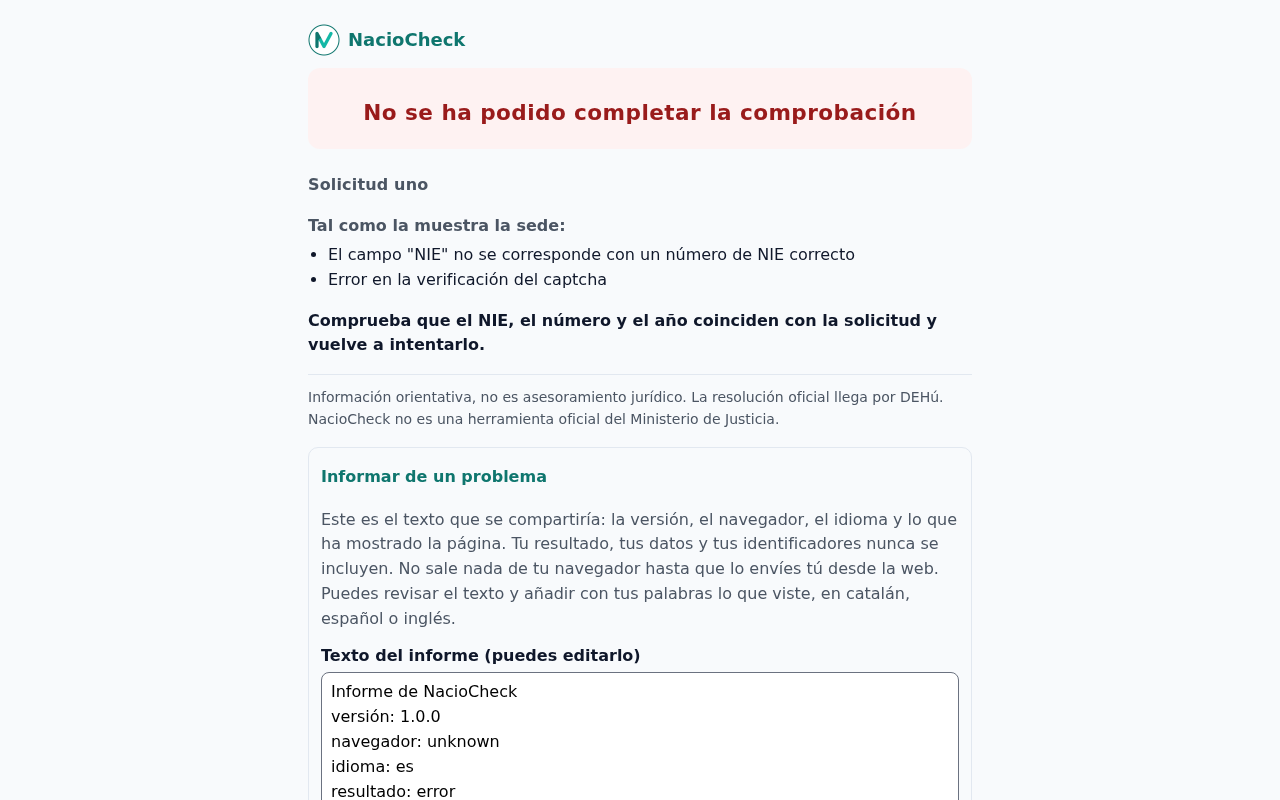 NacioCheck
No se ha podido completar la comprobación
Solicitud uno
Tal como la muestra la sede:
• El campo "NIE" no se corresponde con un número de NIE correcto
• Error en la verificación del captcha
Comprueba que el NIE, el número y el año coinciden con la solicitud y
vuelve a intentarlo.
Información orientativa, no es asesoramiento jurídico. La resolución oficial llega por DEHú.
NacioCheck no es una herramienta oficial del Ministerio de Justicia.
Informar de un problema
Este es el texto que se compartiría: la versión, el navegador, el idioma y lo que
ha mostrado la página. Tu resultado, tus datos y tus identificadores nunca se
incluyen. No sale nada de tu navegador hasta que lo envíes tú desde la web.
Puedes revisar el texto y añadir con tus palabras lo que viste, en catalán,
español o inglés.
Texto del informe (puedes editarlo)
Informe de NacioCheck
versión: 1.0.0
navegador: unknown
idioma: es
resultado: error